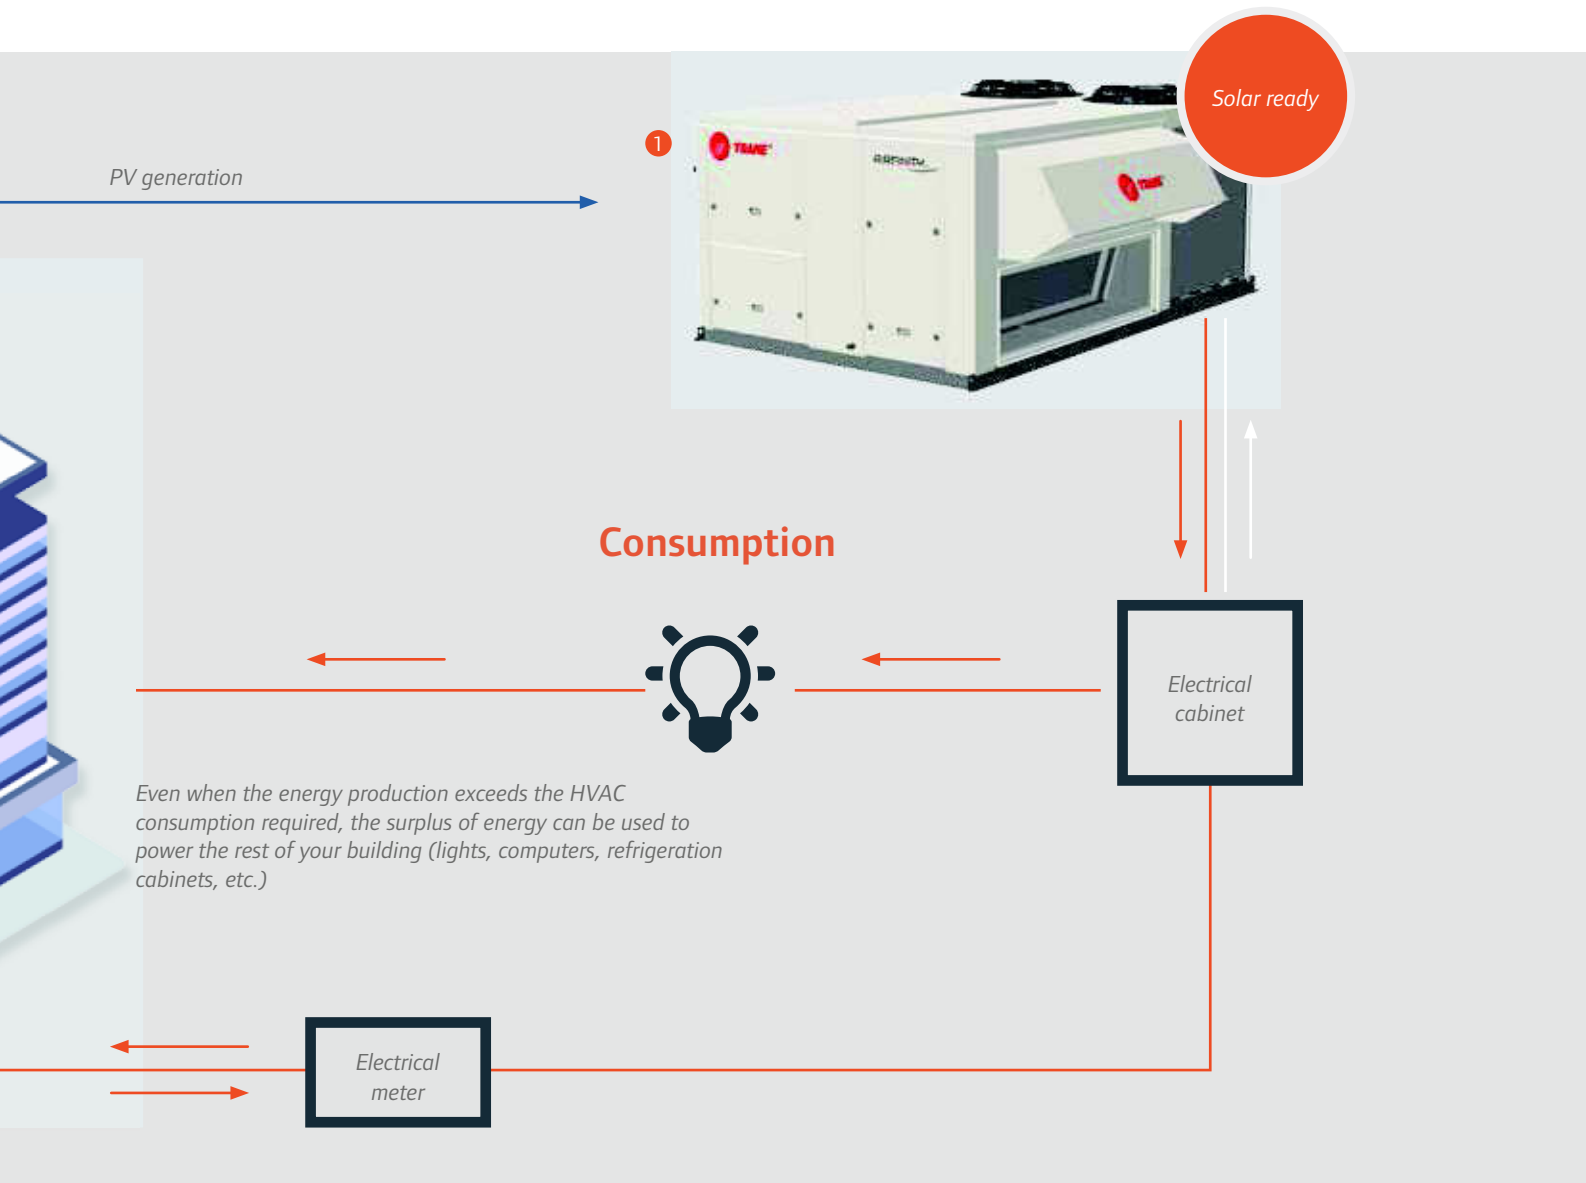 Solar ready
1
TRANE
TRANE
PV generation
Consumption
Electrical
cabinet
Even when the energy production exceeds the HVAC
consumption required, the surplus of energy can be used to
power the rest of your building (lights, computers, refrigeration
cabinets, etc.)
Electrical
meter